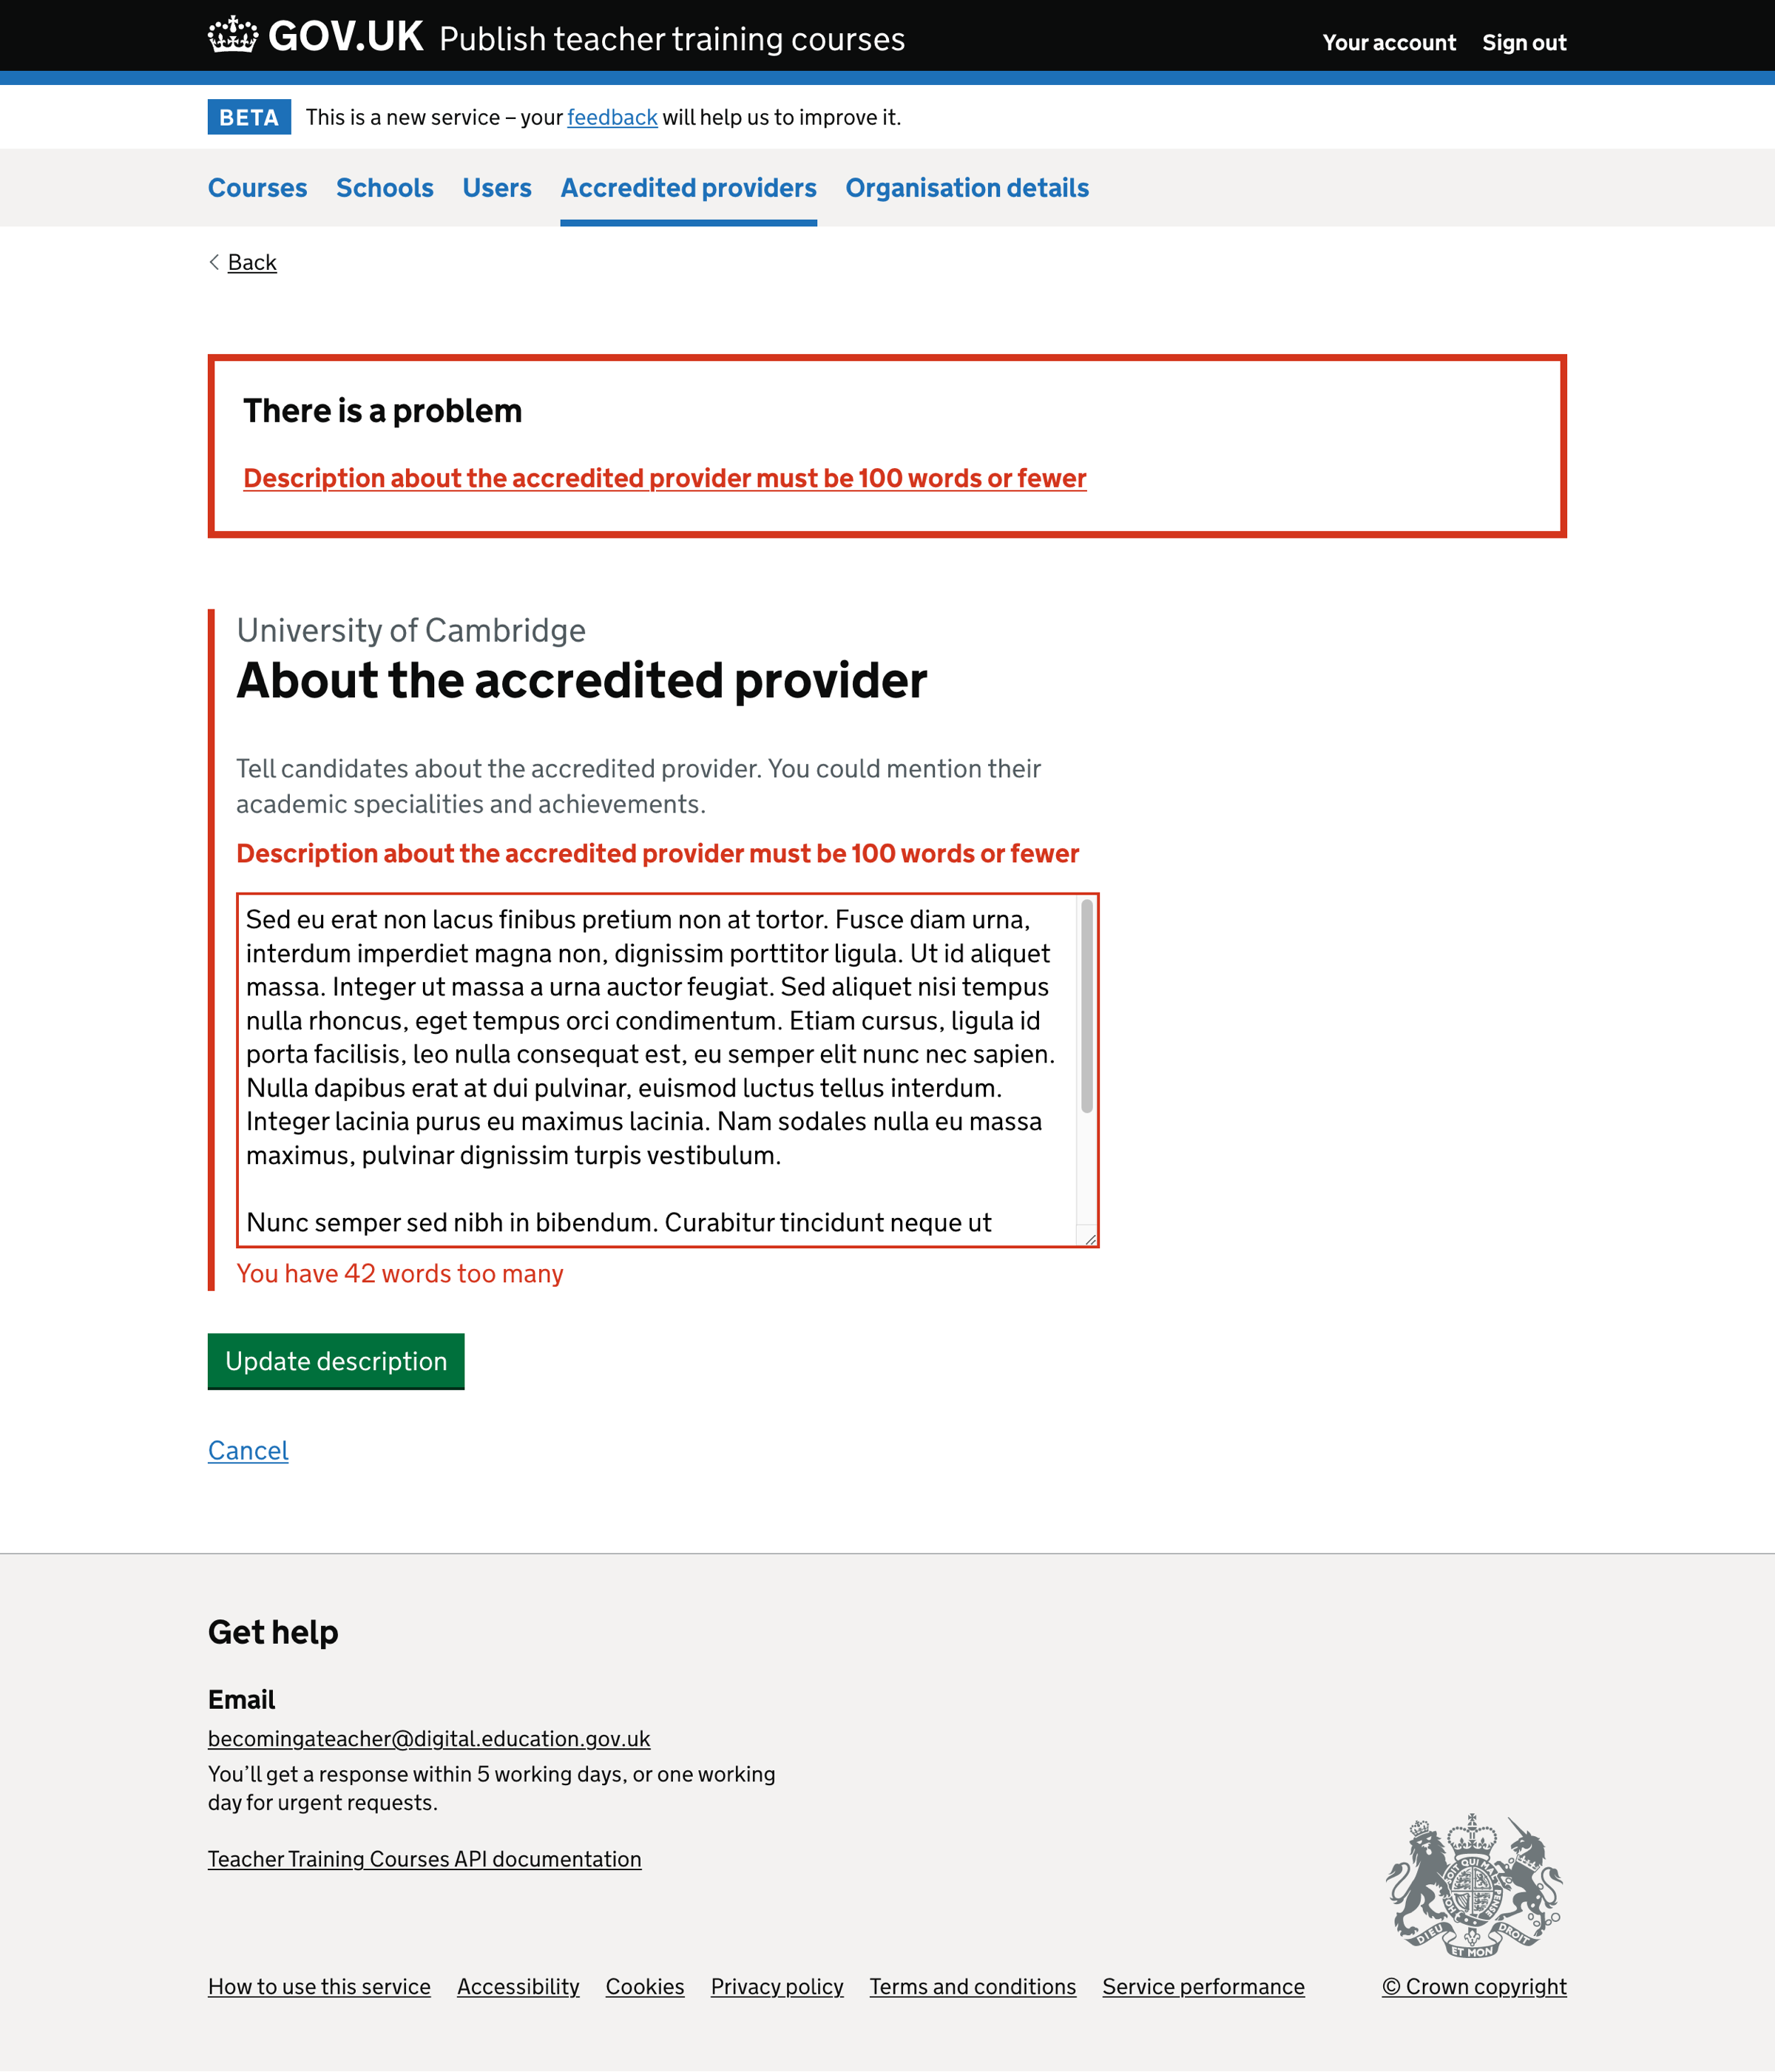 GOV.UK Publish teacher training courses
Your account Sign out
BETA This is a new service – your feedback will help us to improve it.
Courses Schools Users Accredited providers Organisation details
Back
There is a problem
Description about the accredited provider must be 100 words or fewer
University of Cambridge
About the accredited provider
Tell candidates about the accredited provider. You could mention their
academic specialities and achievements.
Description about the accredited provider must be 100 words or fewer
Sed eu erat non lacus finibus pretium non at tortor. Fusce diam urna,
interdum imperdiet magna non, dignissim porttitor ligula. Ut id aliquet
massa. Integer ut massa a urna auctor feugiat. Sed aliquet nisi tempus
nulla rhoncus, eget tempus orci condimentum. Etiam cursus, ligula id
porta facilisis, leo nulla consequat est, eu semper elit nunc nec sapien.
Nulla dapibus erat at dui pulvinar, euismod luctus tellus interdum.
Integer lacinia purus eu maximus lacinia. Nam sodales nulla eu massa
maximus, pulvinar dignissim turpis vestibulum.
Nunc semper sed nibh in bibendum. Curabitur tincidunt neque ut
You have 42 words too many
Update description
Cancel
Get help
Email
becomingateacher@digital.education.gov.uk
You’ll get a response within 5 working days, or one working
day for urgent requests.
Teacher Training Courses API documentation
DIEU ET MON DROIT
How to use this service Accessibility Cookies Privacy policy Terms and conditions Service performance
© Crown copyright